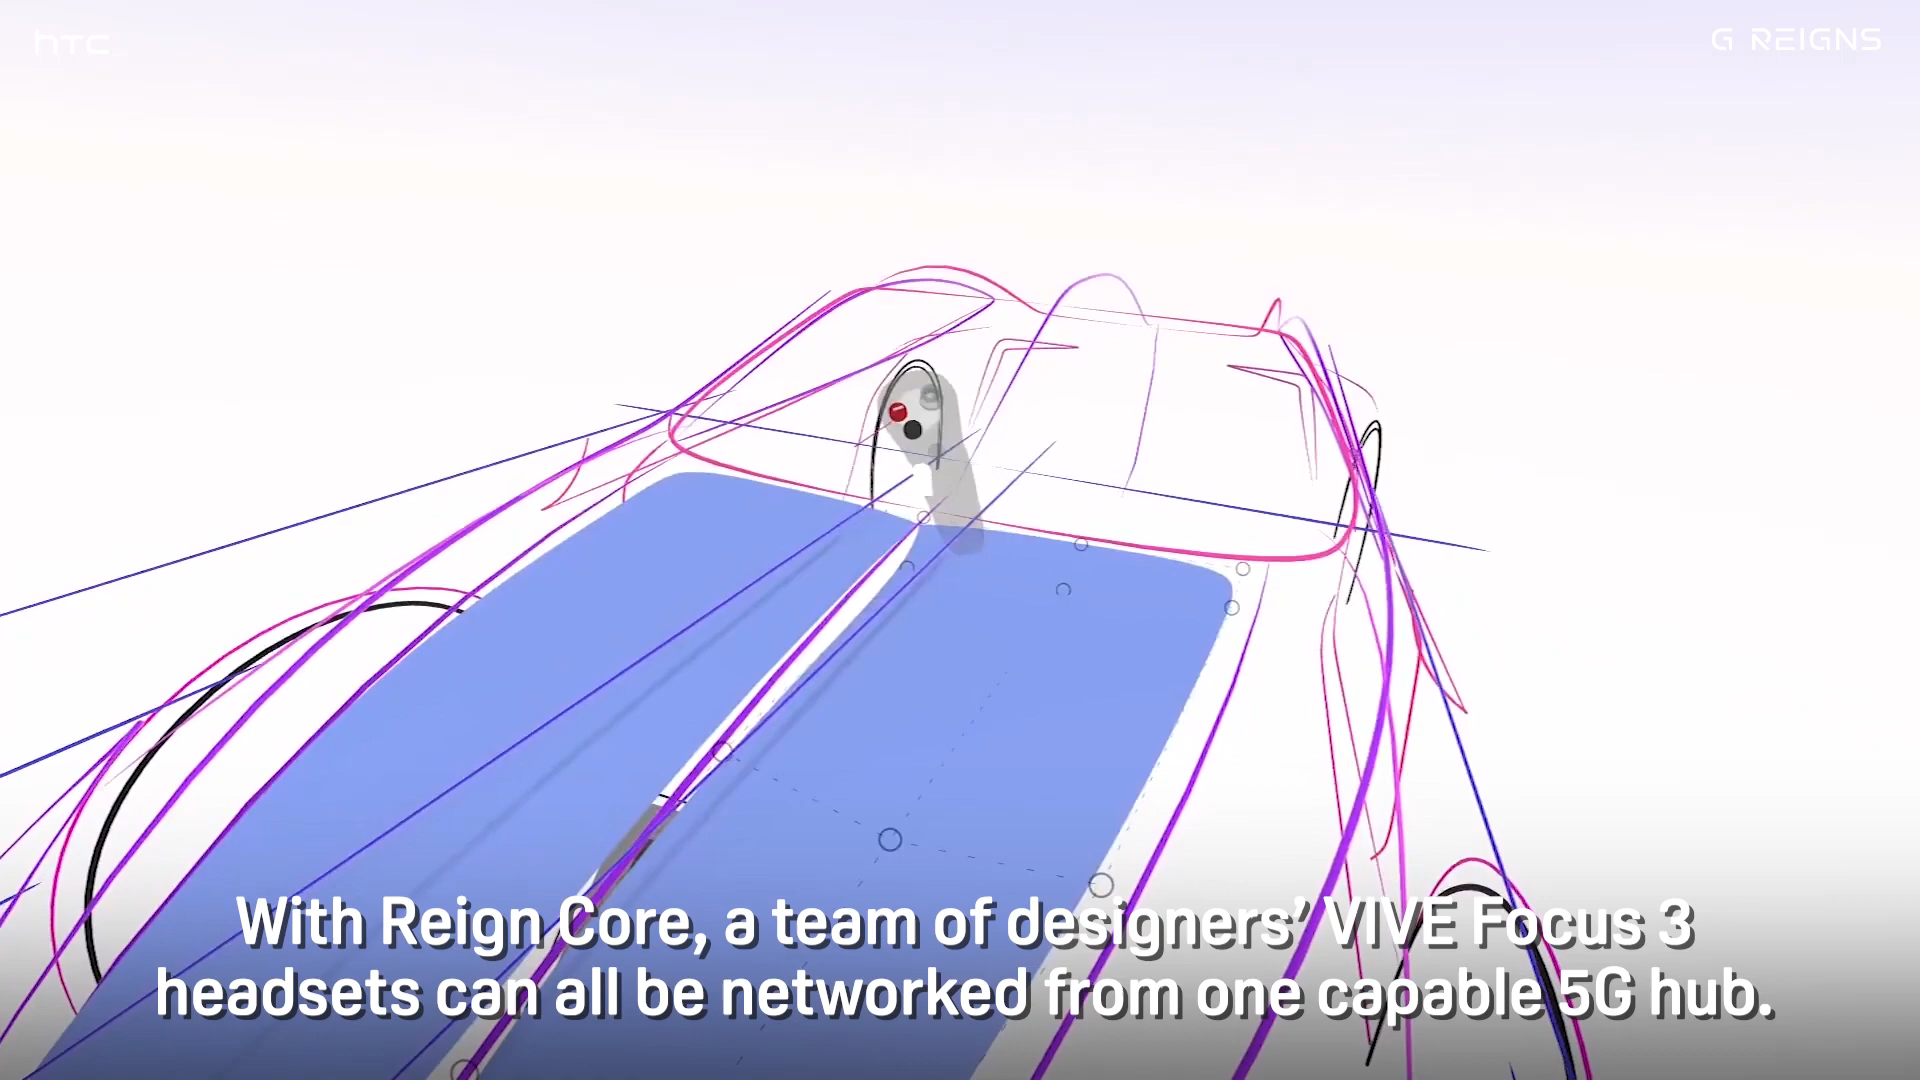 hTC
G REIGNS
With Reign Core, a team of designers’ VIVE Focus 3
headsets can all be networked from one capable 5G hub.